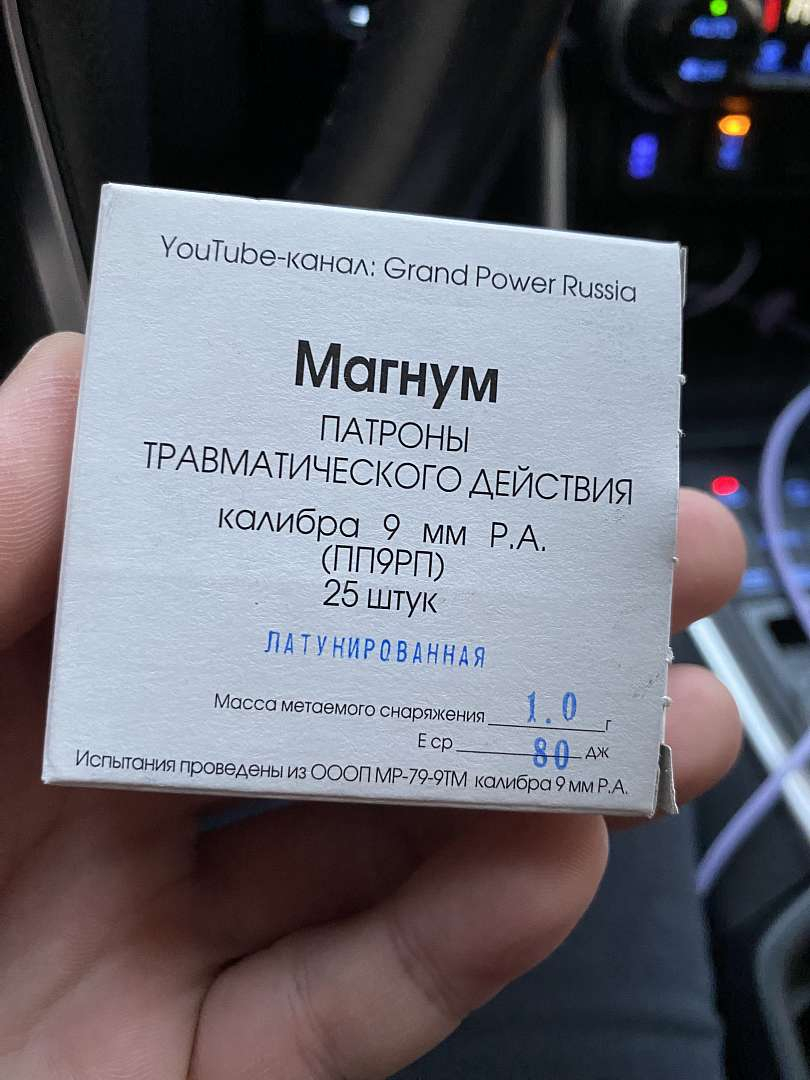 YouTube-канал: Grand Power Russia
Магнум
ПАТРОНЫ
ТРАВМАТИЧЕСКОГО ДЕЙСТВИЯ
калибра 9 мм Р.А.
(ПП9РП)
25 штук
ЛАТУНИРОВАННАЯ
Масса метаемого снаряжения 1.0 г
Е ср 80 дж
Испытания проведены из ОООП МР-79-9ТМ калибра 9 мм Р.А.